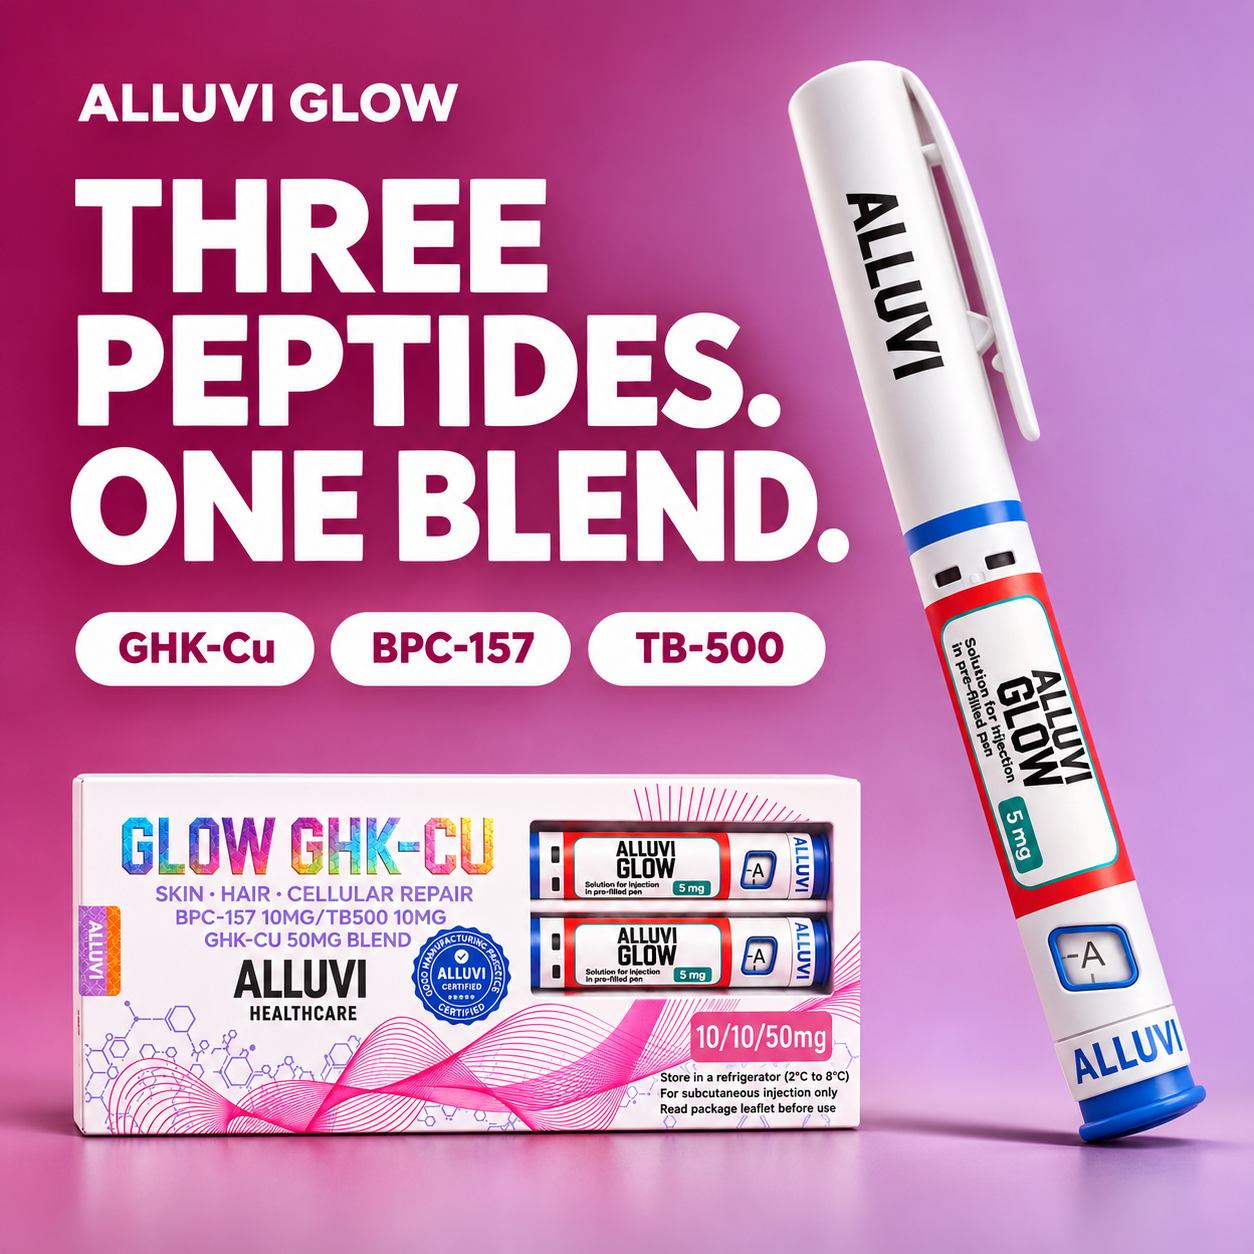 ALLUVI GLOW
THREE
PEPTIDES.
ONE BLEND.
GHK-Cu
BPC-157
TB-500
ALLUVI
ALLUVI
GLOW
Solution for injection
in pre-filled pen
5 mg
A
ALLUVI
GLOW GHK-CU
SKIN · HAIR · CELLULAR REPAIR
BPC-157 10MG/TB500 10MG
GHK-CU 50MG BLEND
ALLUVI
HEALTHCARE
ALLUVI
GOOD MANUFACTURING PRACTICE
ALLUVI
CERTIFIED
CERTIFIED
ALLUVI
GLOW
Solution for injection
in pre-filled pen
5 mg
A
ALLUVI
ALLUVI
GLOW
Solution for injection
in pre-filled pen
5 mg
A
ALLUVI
10/10/50mg
Store in a refrigerator (2°C to 8°C)
For subcutaneous injection only
Read package leaflet before use